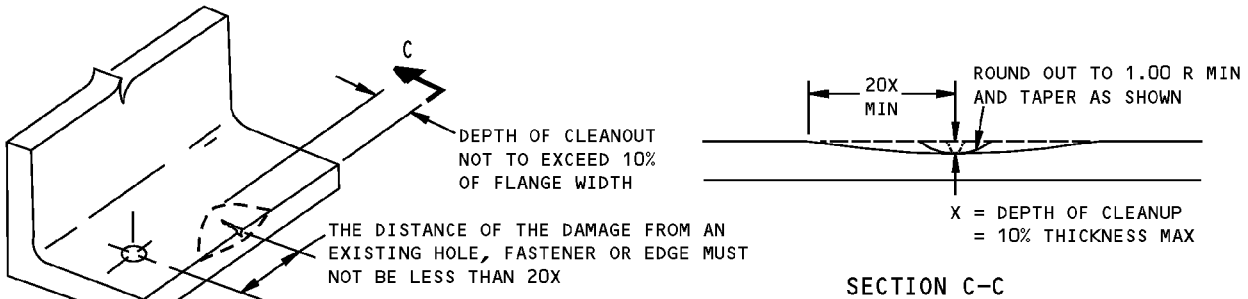 C
DEPTH OF CLEANOUT
NOT TO EXCEED 10%
OF FLANGE WIDTH
THE DISTANCE OF THE DAMAGE FROM AN
EXISTING HOLE, FASTENER OR EDGE MUST
NOT BE LESS THAN 20X
20X
MIN
ROUND OUT TO 1.00 R MIN
AND TAPER AS SHOWN
X = DEPTH OF CLEANUP
= 10% THICKNESS MAX
SECTION C-C